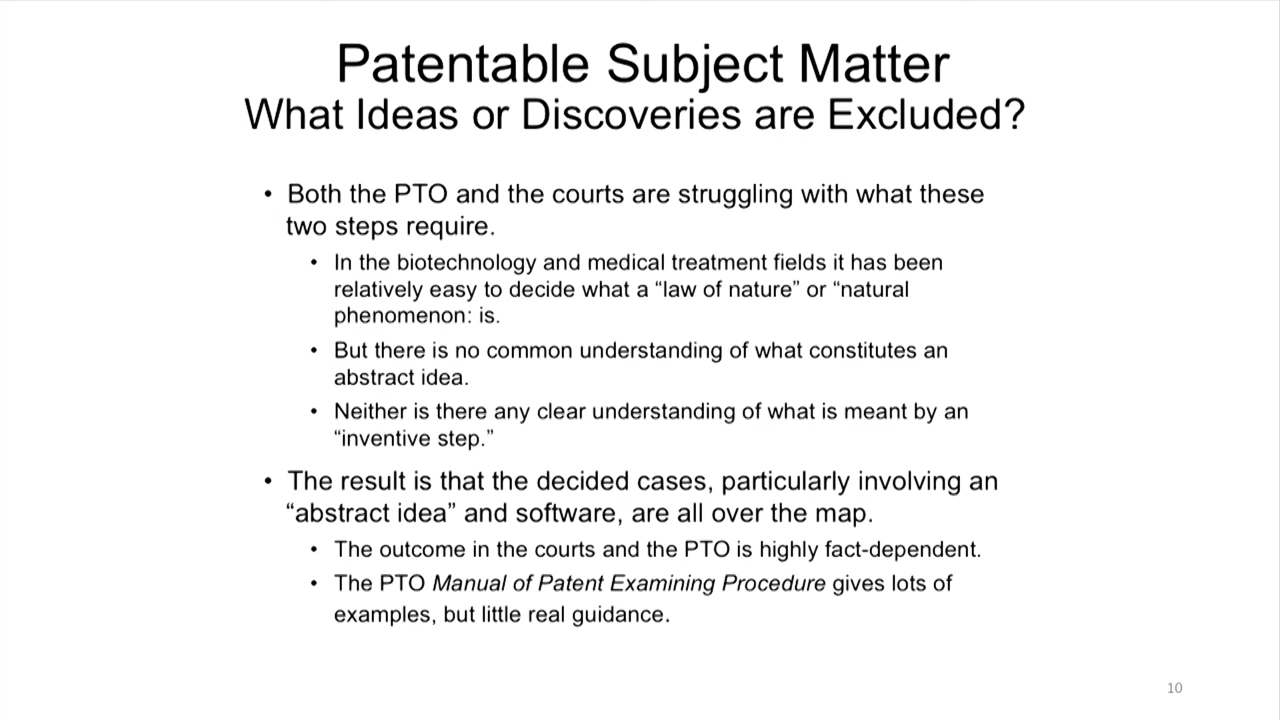 Patentable Subject Matter
What Ideas or Discoveries are Excluded?
• Both the PTO and the courts are struggling with what these
two steps require.
• In the biotechnology and medical treatment fields it has been
relatively easy to decide what a “law of nature” or “natural
phenomenon: is.
• But there is no common understanding of what constitutes an
abstract idea.
• Neither is there any clear understanding of what is meant by an
“inventive step.”
• The result is that the decided cases, particularly involving an
“abstract idea” and software, are all over the map.
• The outcome in the courts and the PTO is highly fact-dependent.
• The PTO Manual of Patent Examining Procedure gives lots of
examples, but little real guidance.
10